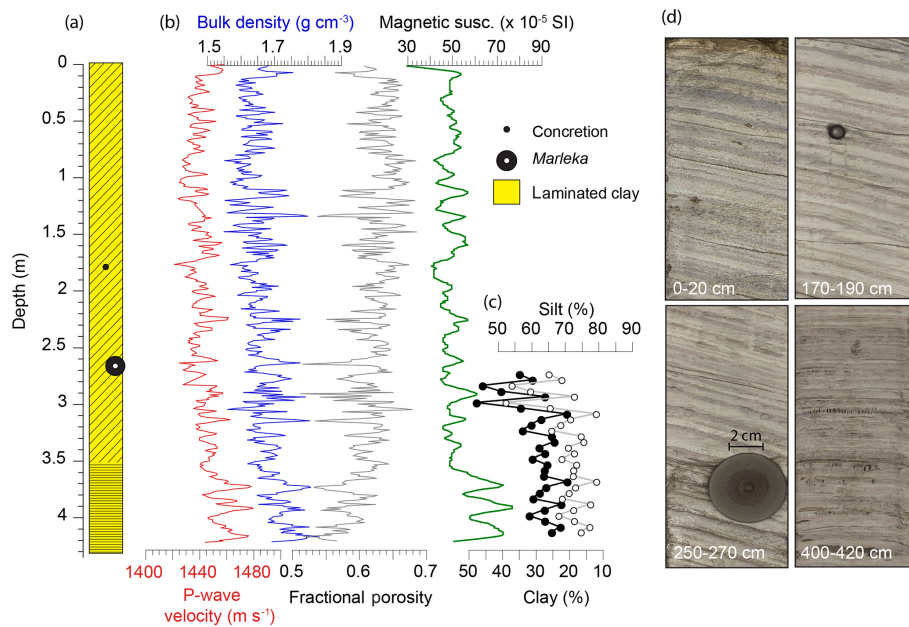 (a)
(b)
Bulk density (g cm-3)
Magnetic susc. (x 10-5 SI)
(d)
1.5 1.7 1.9
30 50 70 90
0
0.5
1
1.5
2
2.5
3
3.5
4
Depth (m)
Concretion
Marleka
Laminated clay
(c)
Silt (%)
50 60 70 80 90
1400 1440 1480
P-wave
velocity (m s-1)
0.5 0.6 0.7
Fractional porosity
50 40 30 20 10
Clay (%)
0-20 cm
170-190 cm
2 cm
250-270 cm
400-420 cm